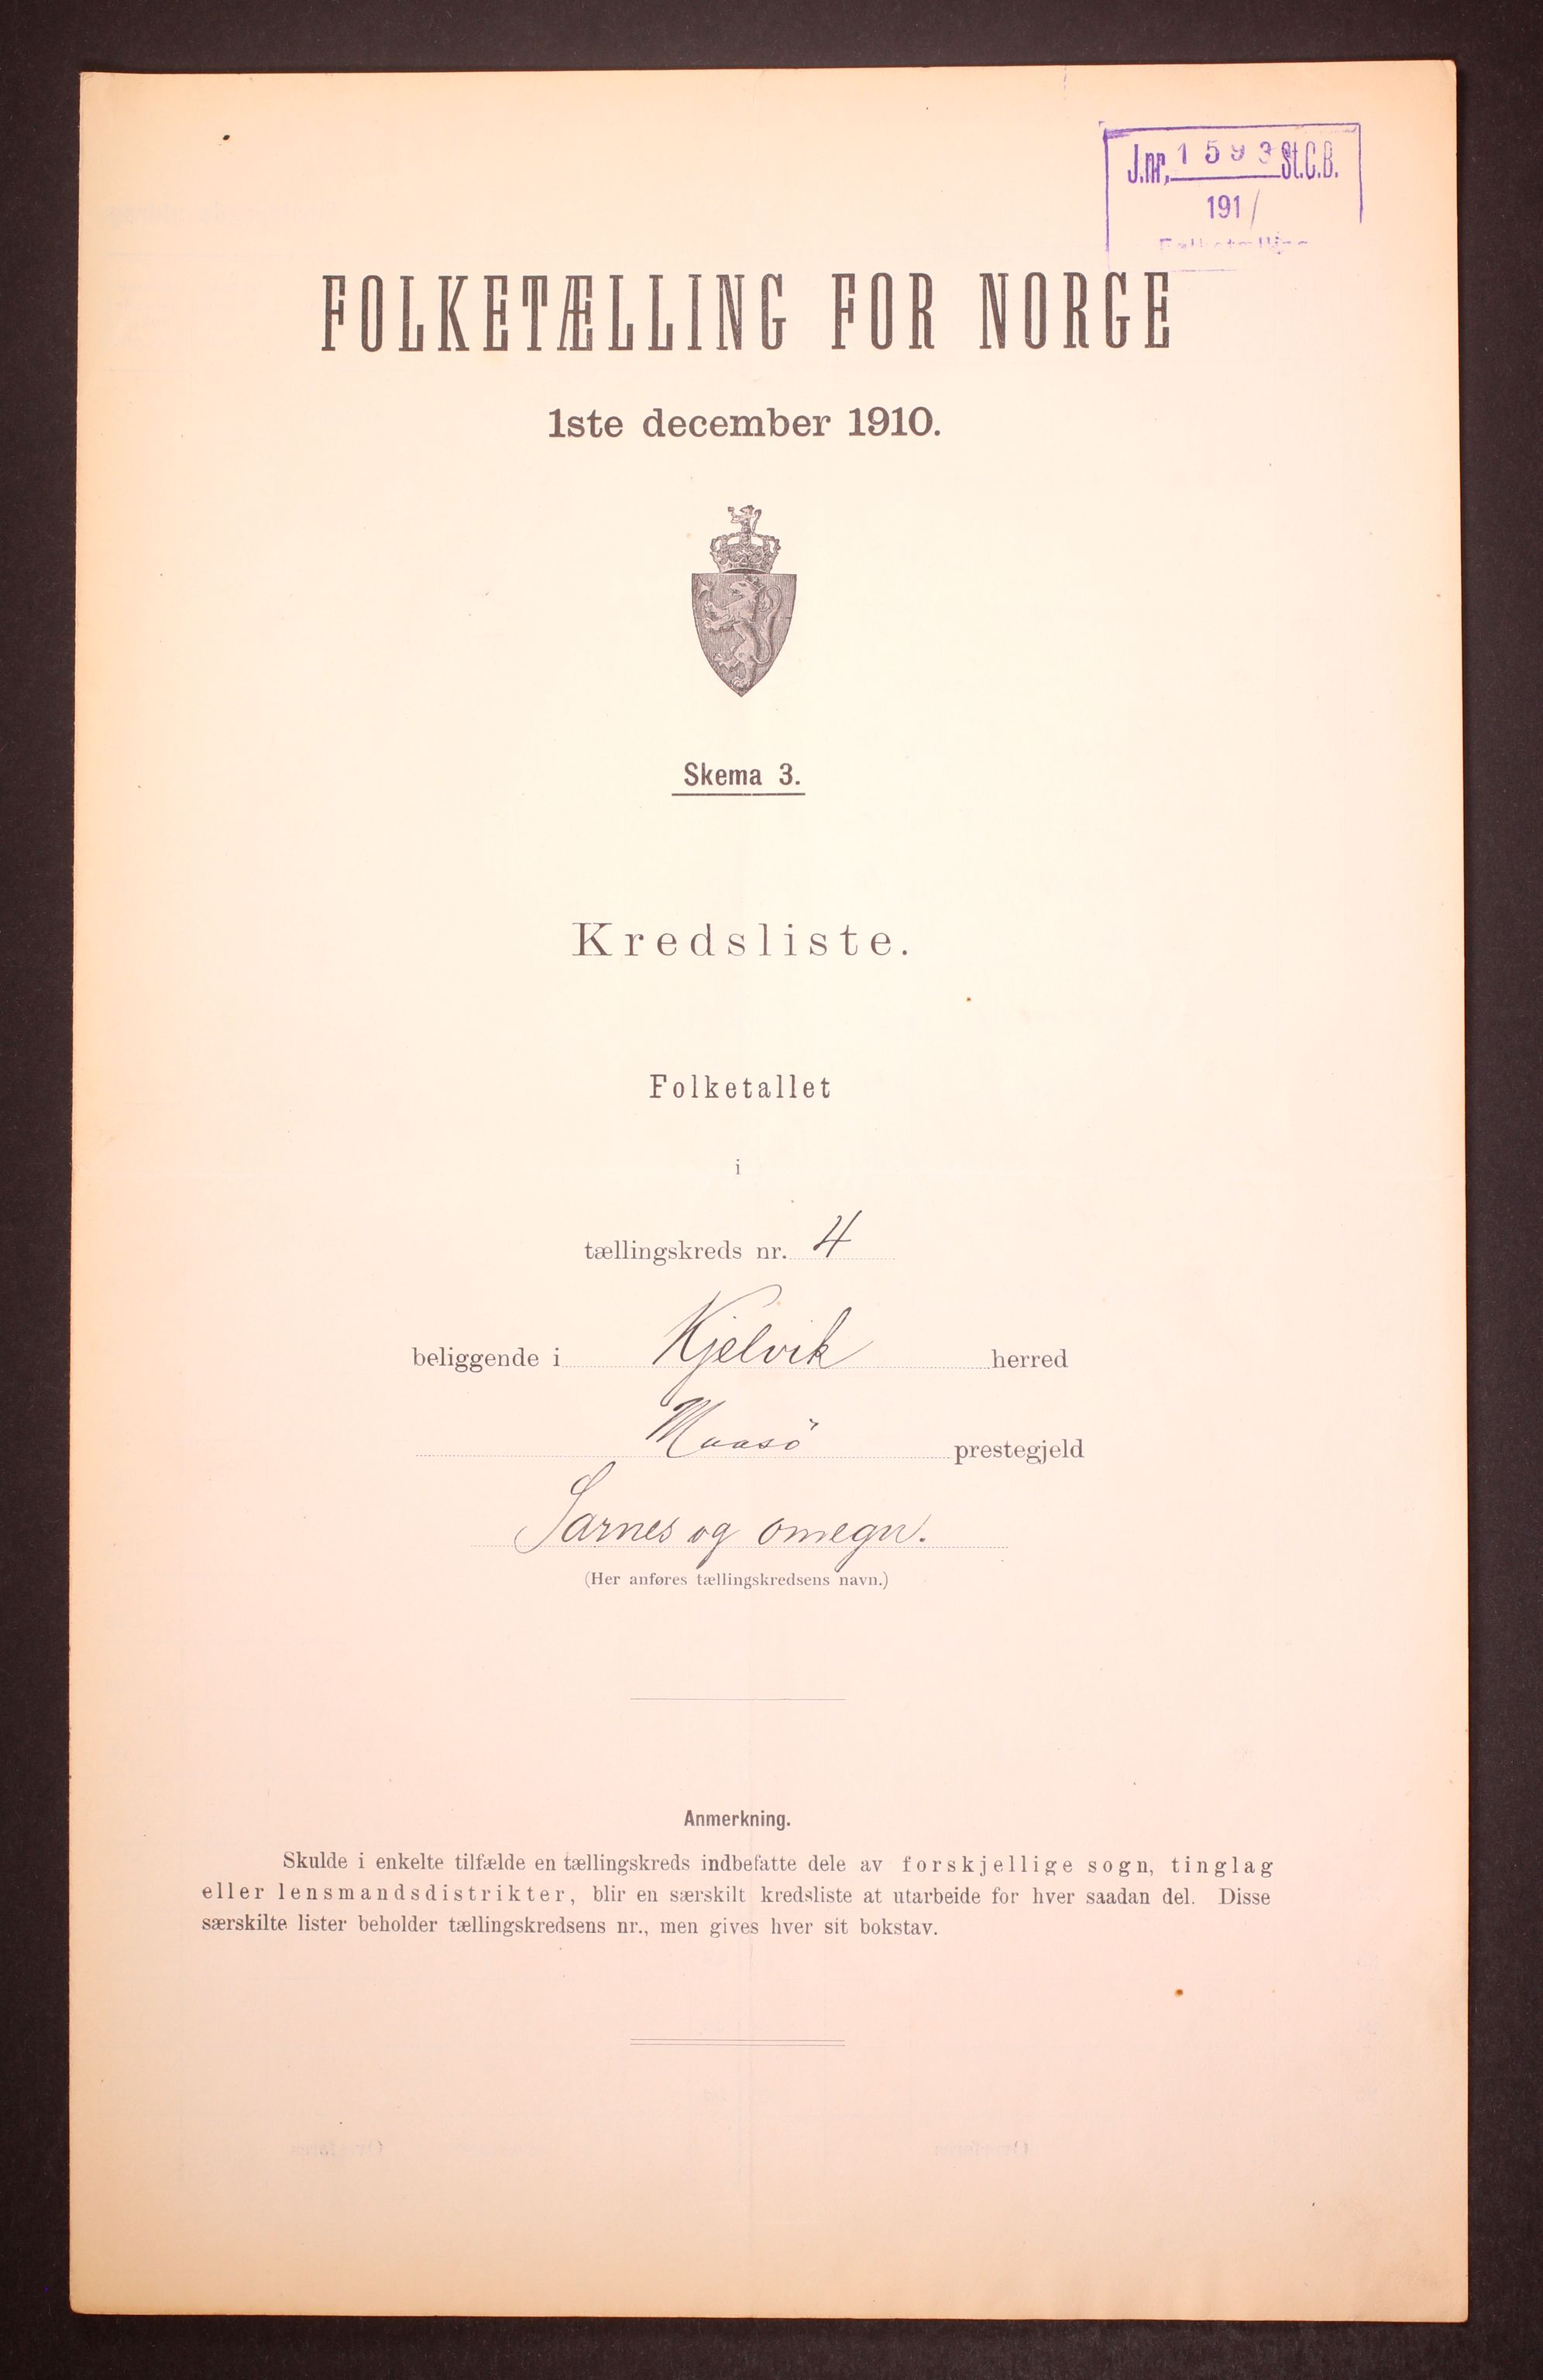 J.nr. 1593 St.C.B.
191/
Folketælling
FOLKETÆLLING FOR NORGE
1ste december 1910.
Skema 3.
Kredsliste.
Folketallet
i
tællingskreds nr. 4
beliggende i Kjelvik herred
Maasö prestegjeld
Sarnes og omegn.
(Her anføres tællingskredsens navn.)
Anmerkning.
Skulde i enkelte tilfælde en tællingskreds indbefatte dele av forskjellige sogn, tinglag
eller lensmandsdistrikter, blir en særskilt kredsliste at utarbeide for hver saadan del. Disse
særskilte lister beholder tællingskredsens nr., men gives hver sit bokstav.